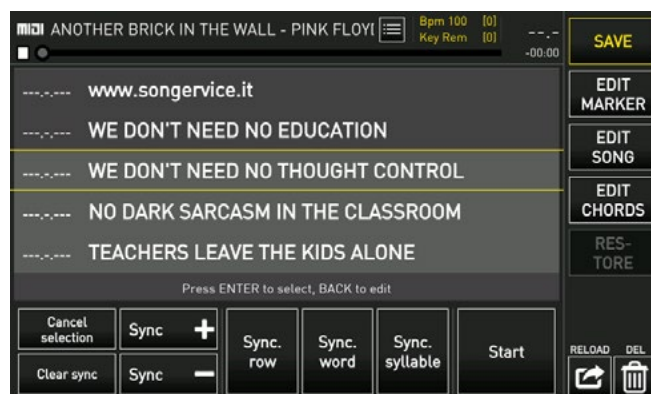 MIDI ANOTHER BRICK IN THE WALL - PINK FLOY
Bpm 100 [0]
Key Rem [0]
--.-
-00:00
SAVE
---.-.--- www.songervice.it
---.-.--- WE DON'T NEED NO EDUCATION
---.-.--- WE DON'T NEED NO THOUGHT CONTROL
---.-.--- NO DARK SARCASM IN THE CLASSROOM
---.-.--- TEACHERS LEAVE THE KIDS ALONE
Press ENTER to select, BACK to edit
EDIT
MARKER
EDIT
SONG
EDIT
CHORDS
RES-
TORE
Cancel
selection
Clear sync
Sync +
Sync −
Sync.
row
Sync.
word
Sync.
syllable
Start
RELOAD DEL